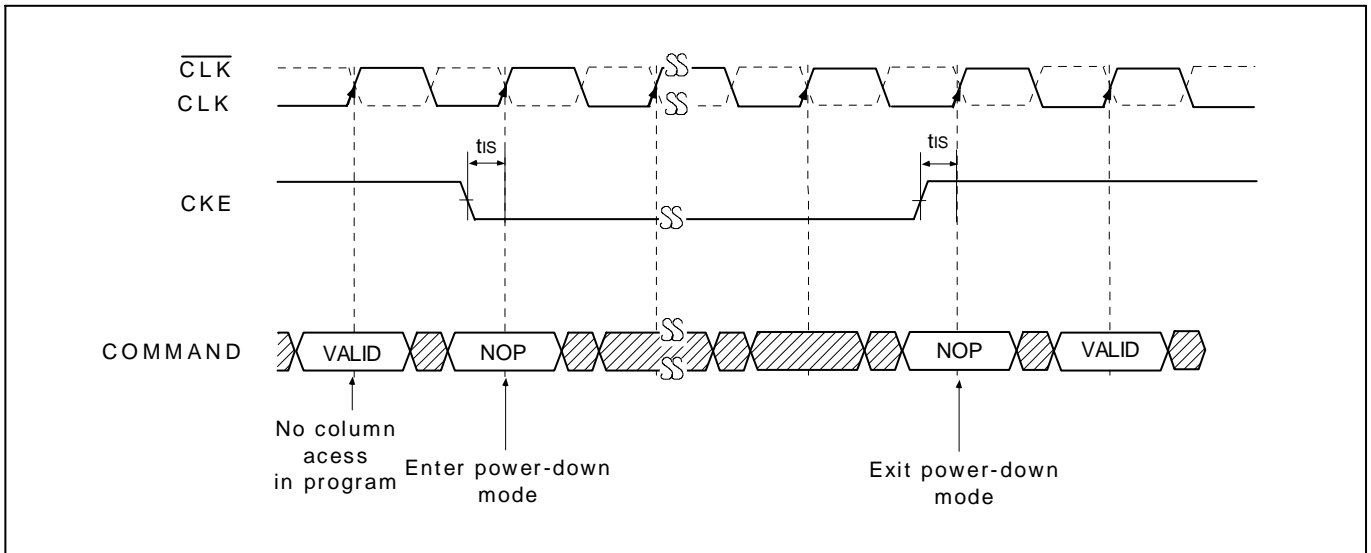 CLK
CLK
tIS
tIS
CKE
COMMAND
VALID
NOP
NOP
VALID
No column
acess
in program
Enter power-down
mode
Exit power-down
mode